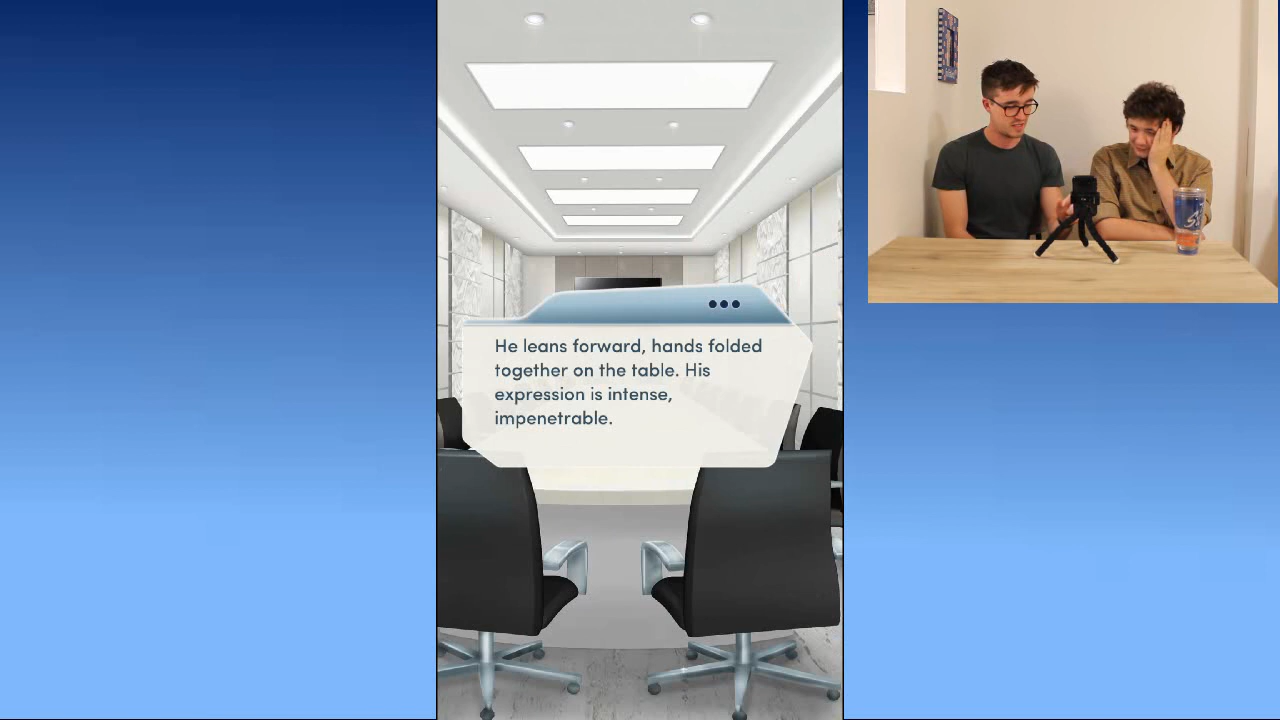 He leans forward, hands folded
together on the table. His
expression is intense,
impenetrable.